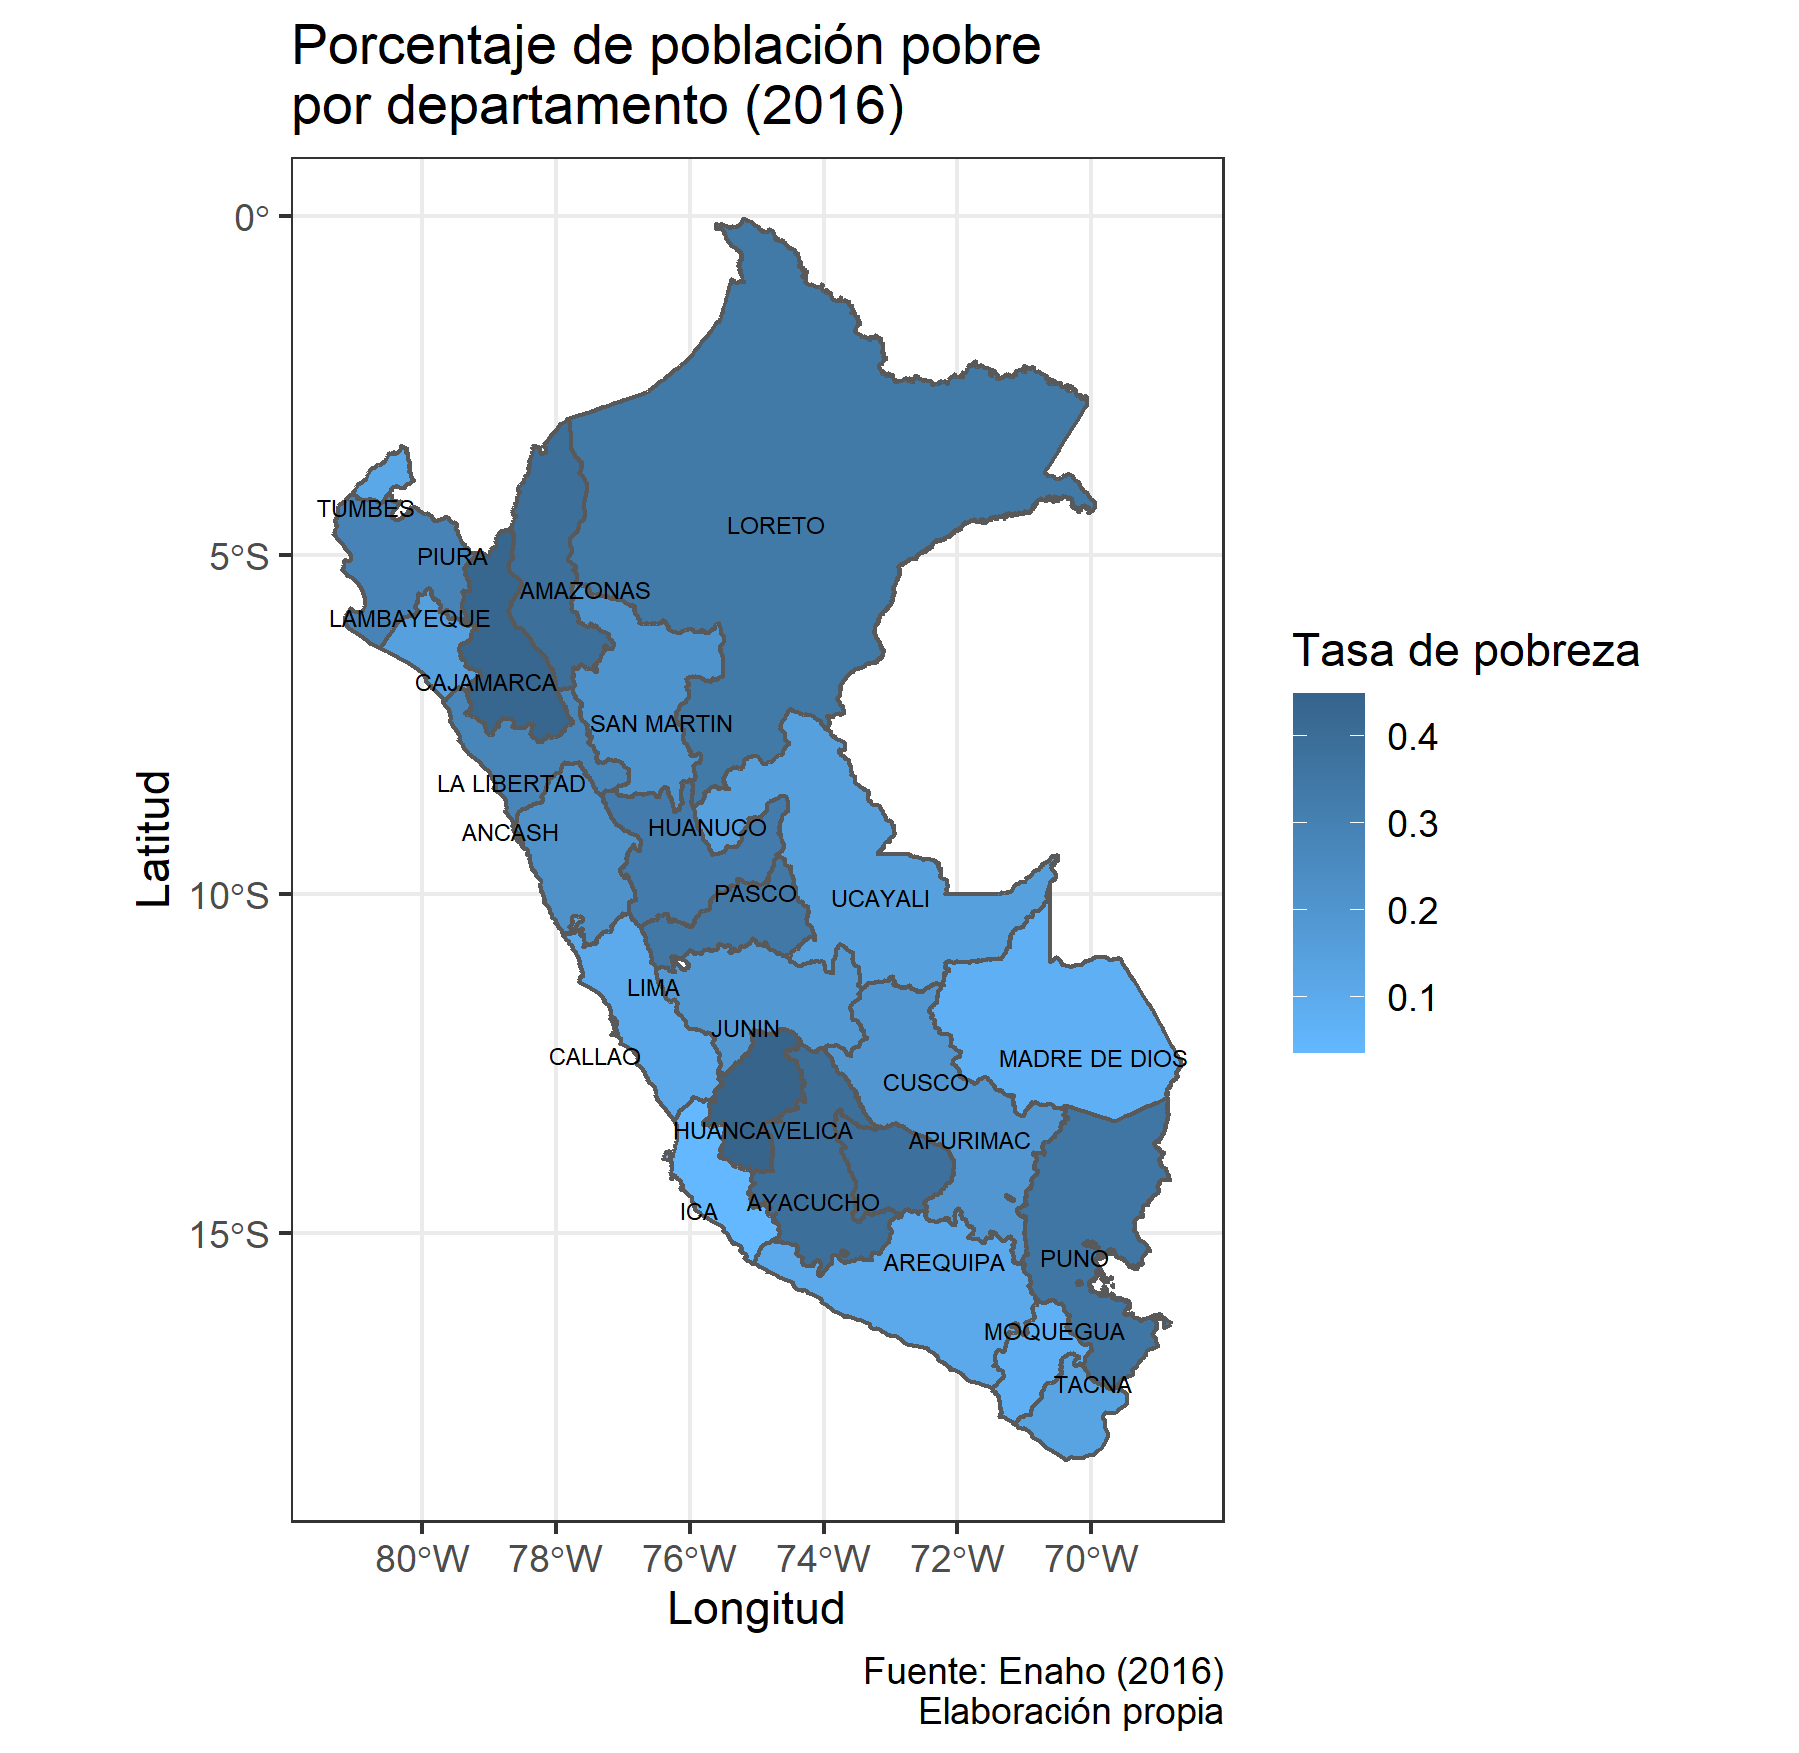 Porcentaje de población pobre
por departamento (2016)
0°
5°S
10°S
15°S
Latitud
TUMBES
LORETO
PIURA
AMAZONAS
LAMBAYEQUE
CAJAMARCA
SAN MARTIN
LA LIBERTAD
ANCASH
HUANUCO
PASCO
UCAYALI
LIMA
JUNIN
CALLAO
MADRE DE DIOS
CUSCO
HUANCAVELICA
APURIMAC
AYACUCHO
ICA
PUNO
AREQUIPA
MOQUEGUA
TACNA
80°W 78°W 76°W 74°W 72°W 70°W
Longitud
Tasa de pobreza
0.4
0.3
0.2
0.1
Fuente: Enaho (2016)
Elaboración propia